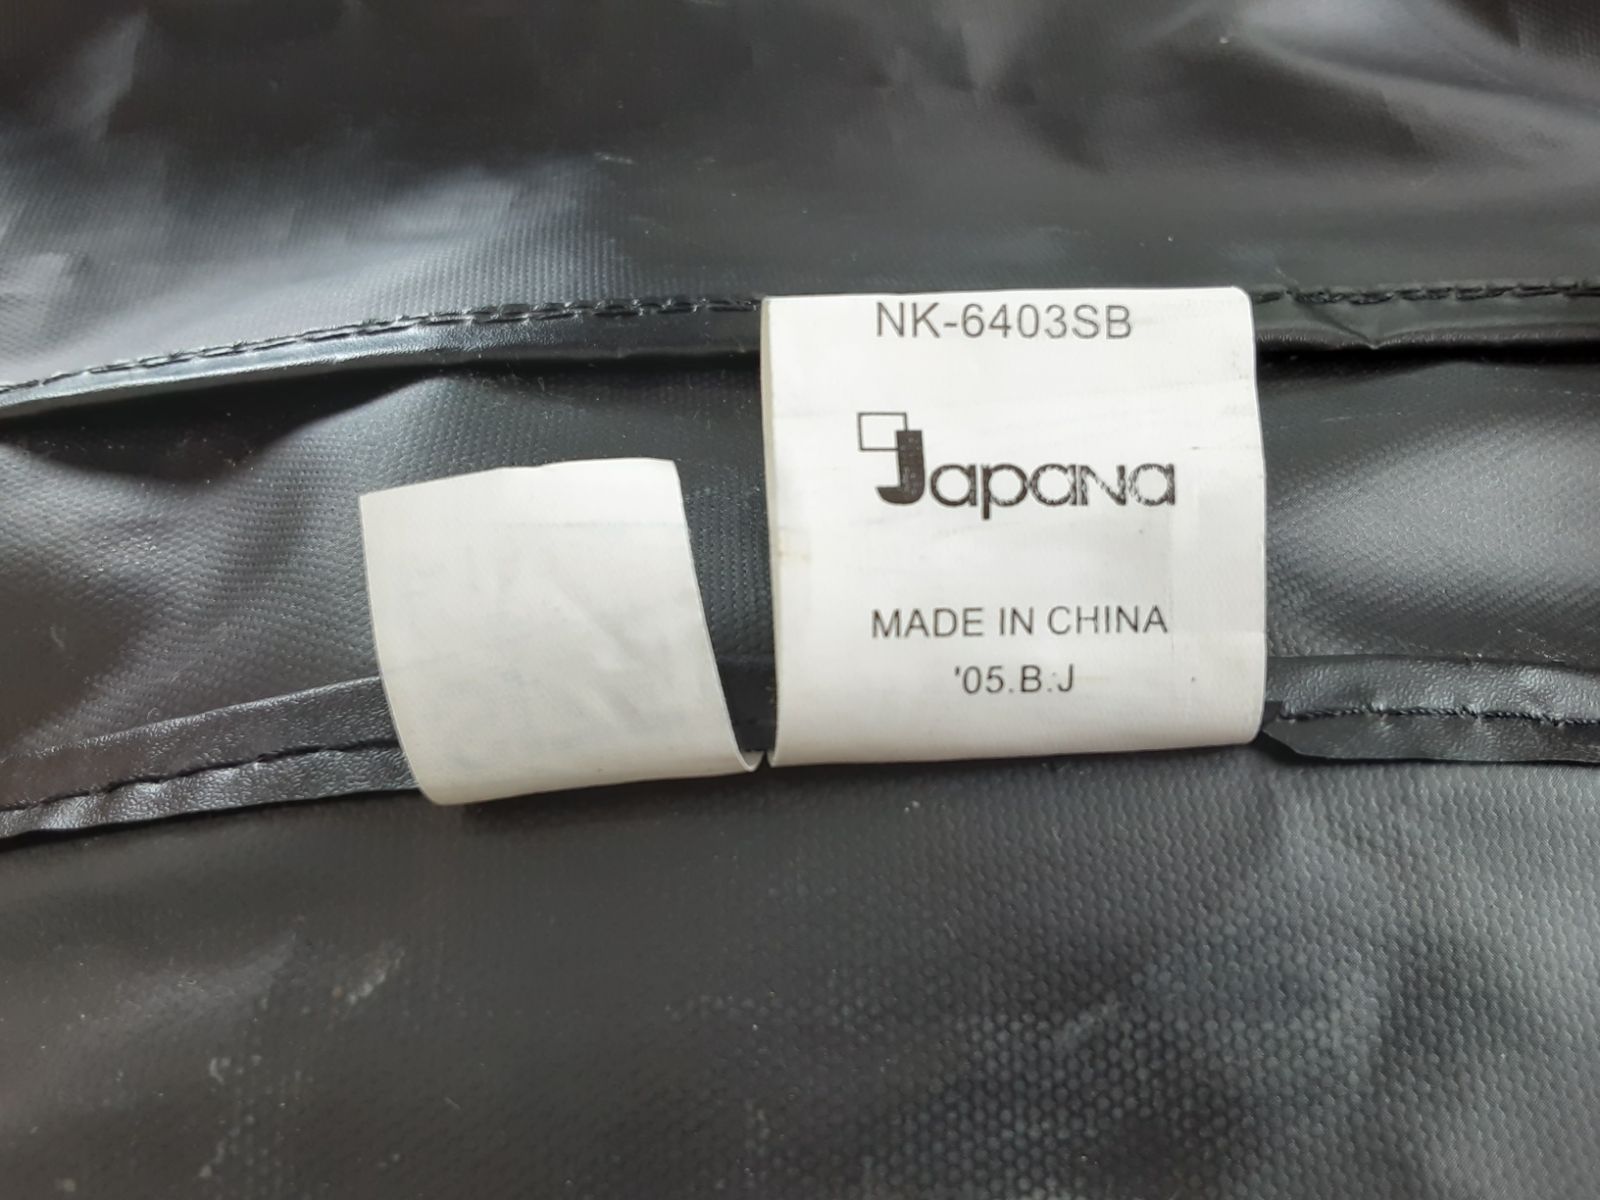 NK-6403SB
Japana
MADE IN CHINA
'05.B.J